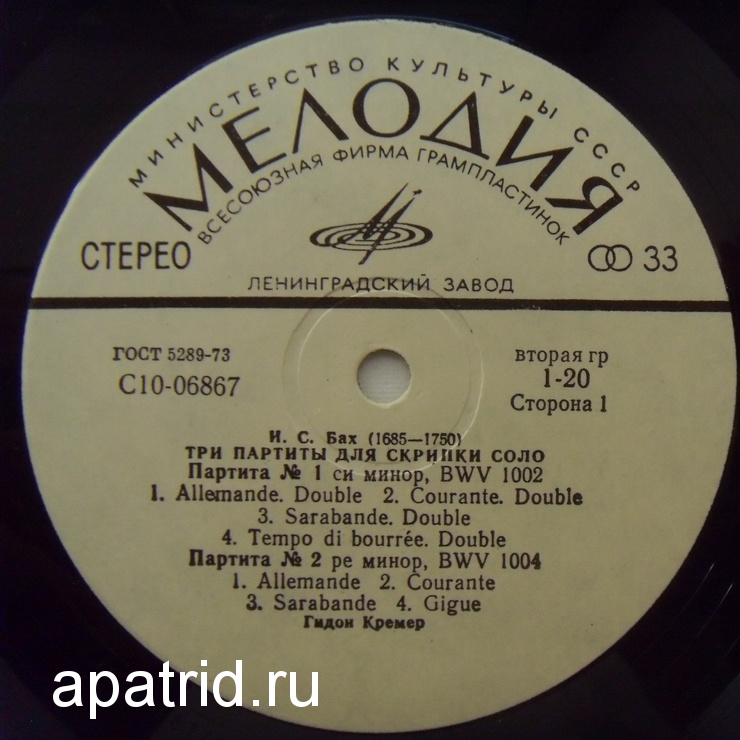 МИНИСТЕРСТВО КУЛЬТУРЫ СССР
МЕЛОДИЯ
ВСЕСОЮЗНАЯ ФИРМА ГРАМПЛАСТИНОК
СТЕРЕО
33
ЛЕНИНГРАДСКИЙ ЗАВОД
ГОСТ 5289-73
С10-06867
вторая гр
1-20
Сторона 1
И. С. Бах (1685—1750)
ТРИ ПАРТИТЫ ДЛЯ СКРИПКИ СОЛО
Партита № 1 си минор, BWV 1002
1. Allemande. Double 2. Courante. Double
3. Sarabande. Double
4. Tempo di bourrée. Double
Партита № 2 ре минор, BWV 1004
1. Allemande 2. Courante
3. Sarabande 4. Gigue
Гидон Кремер
apatrid.ru